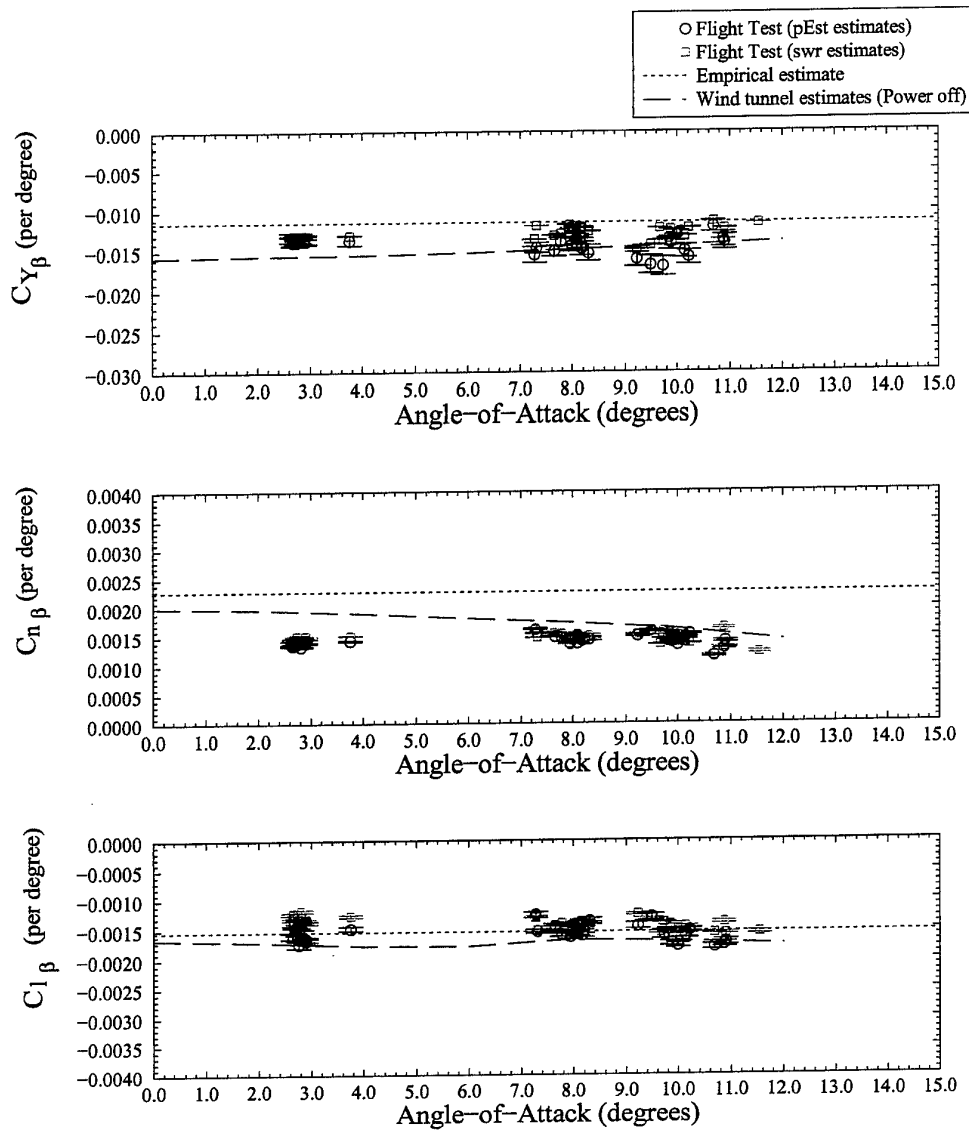 Flight Test (pEst estimates)
Flight Test (swr estimates)
Empirical estimate
Wind tunnel estimates (Power off)
C_Yβ (per degree)
0.000
−0.005
−0.010
−0.015
−0.020
−0.025
−0.030
0.0 1.0 2.0 3.0 4.0 5.0 6.0 7.0 8.0 9.0 10.0 11.0 12.0 13.0 14.0 15.0
Angle−of−Attack (degrees)
C_nβ (per degree)
0.0040
0.0035
0.0030
0.0025
0.0020
0.0015
0.0010
0.0005
0.0000
0.0 1.0 2.0 3.0 4.0 5.0 6.0 7.0 8.0 9.0 10.0 11.0 12.0 13.0 14.0 15.0
Angle−of−Attack (degrees)
C_lβ (per degree)
0.0000
−0.0005
−0.0010
−0.0015
−0.0020
−0.0025
−0.0030
−0.0035
−0.0040
0.0 1.0 2.0 3.0 4.0 5.0 6.0 7.0 8.0 9.0 10.0 11.0 12.0 13.0 14.0 15.0
Angle−of−Attack (degrees)